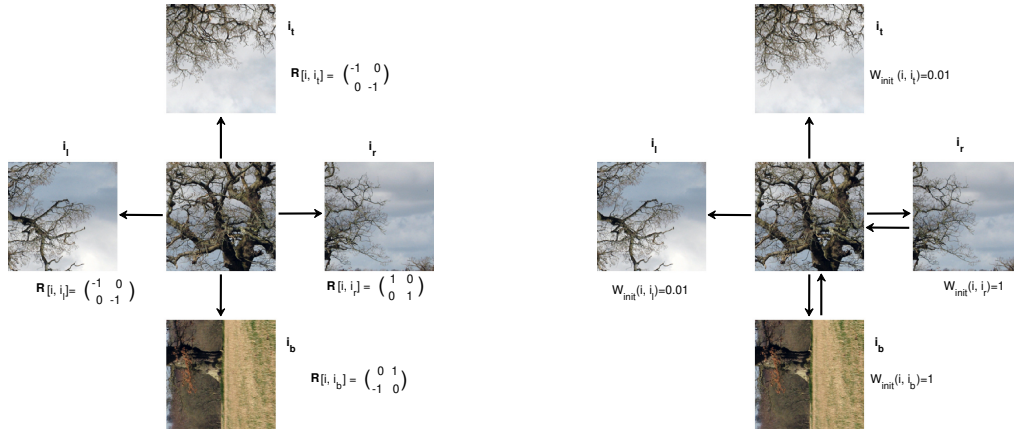 i_t
R[i, i_t] = (-1 0
0 -1)
i_l
i_r
R[i, i_l]= (-1 0
0 -1)
R[i, i_r] = (1 0
0 1)
i_b
R[i, i_b] = (0 1
-1 0)
i_t
W_init (i, i_t)=0.01
i_l
i_r
W_init(i, i_l)=0.01
W_init(i, i_r)=1
i_b
W_init(i, i_b)=1